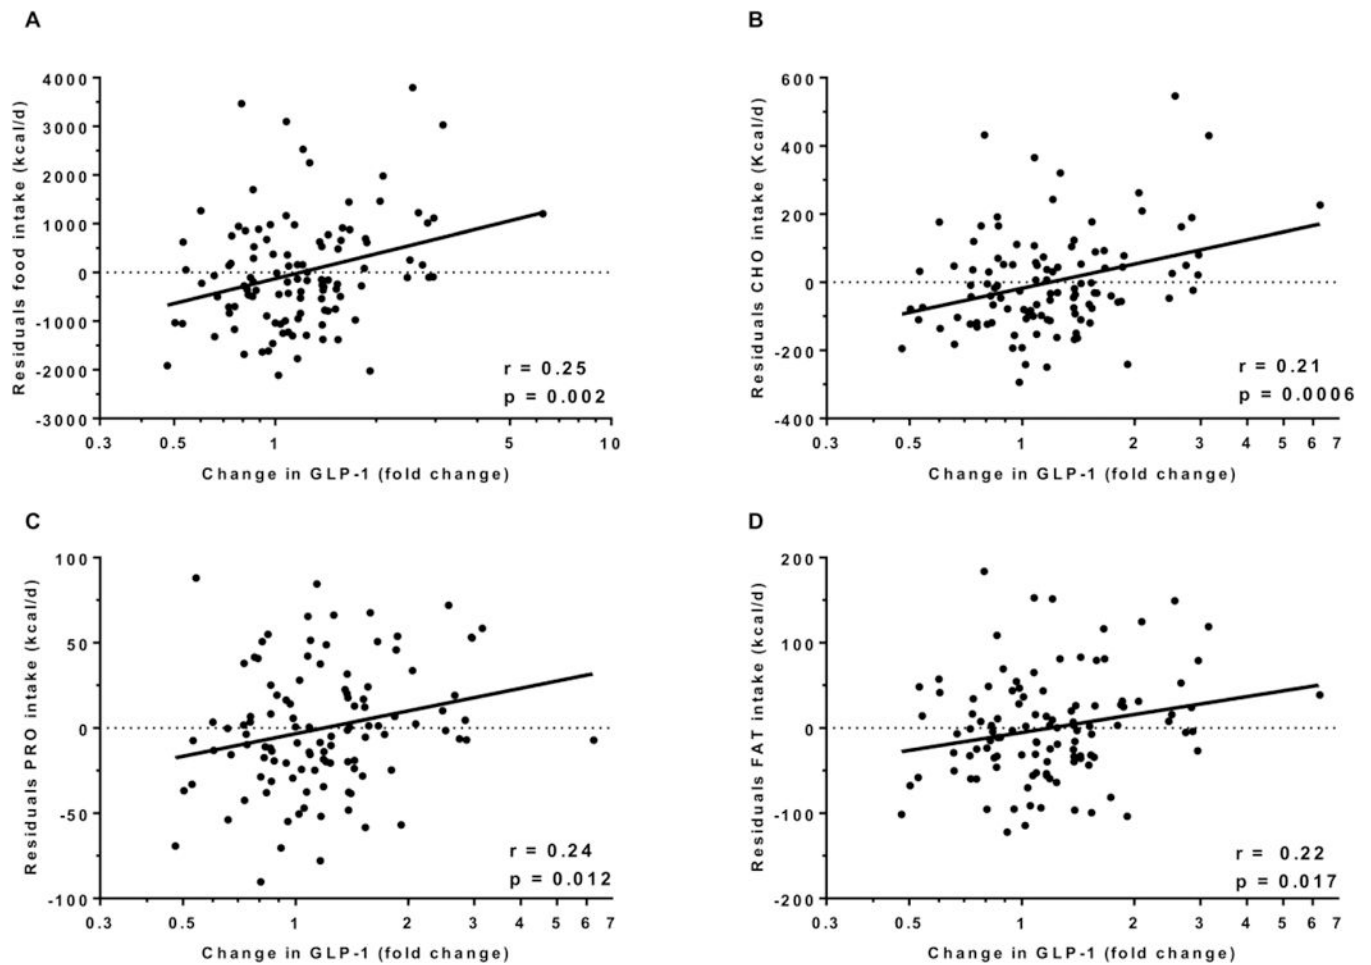 A
Residuals food intake (kcal/d)
4000
3000
2000
1000
0
-1000
-2000
-3000
r = 0.25
p = 0.002
0.3 0.5 1 2 5 10
Change in GLP-1 (fold change)
B
Residuals CHO intake (Kcal/d)
600
400
200
0
-200
-400
r = 0.21
p = 0.0006
0.3 0.5 1 2 3 4 5 6 7
Change in GLP-1 (fold change)
C
Residuals PRO intake (kcal/d)
100
50
0
-50
-100
r = 0.24
p = 0.012
0.3 0.5 1 2 3 4 5 6 7
Change in GLP-1 (fold change)
D
Residuals FAT intake (kcal/d)
200
100
0
-100
-200
r = 0.22
p = 0.017
0.3 0.5 1 2 3 4 5 6 7
Change in GLP-1 (fold change)